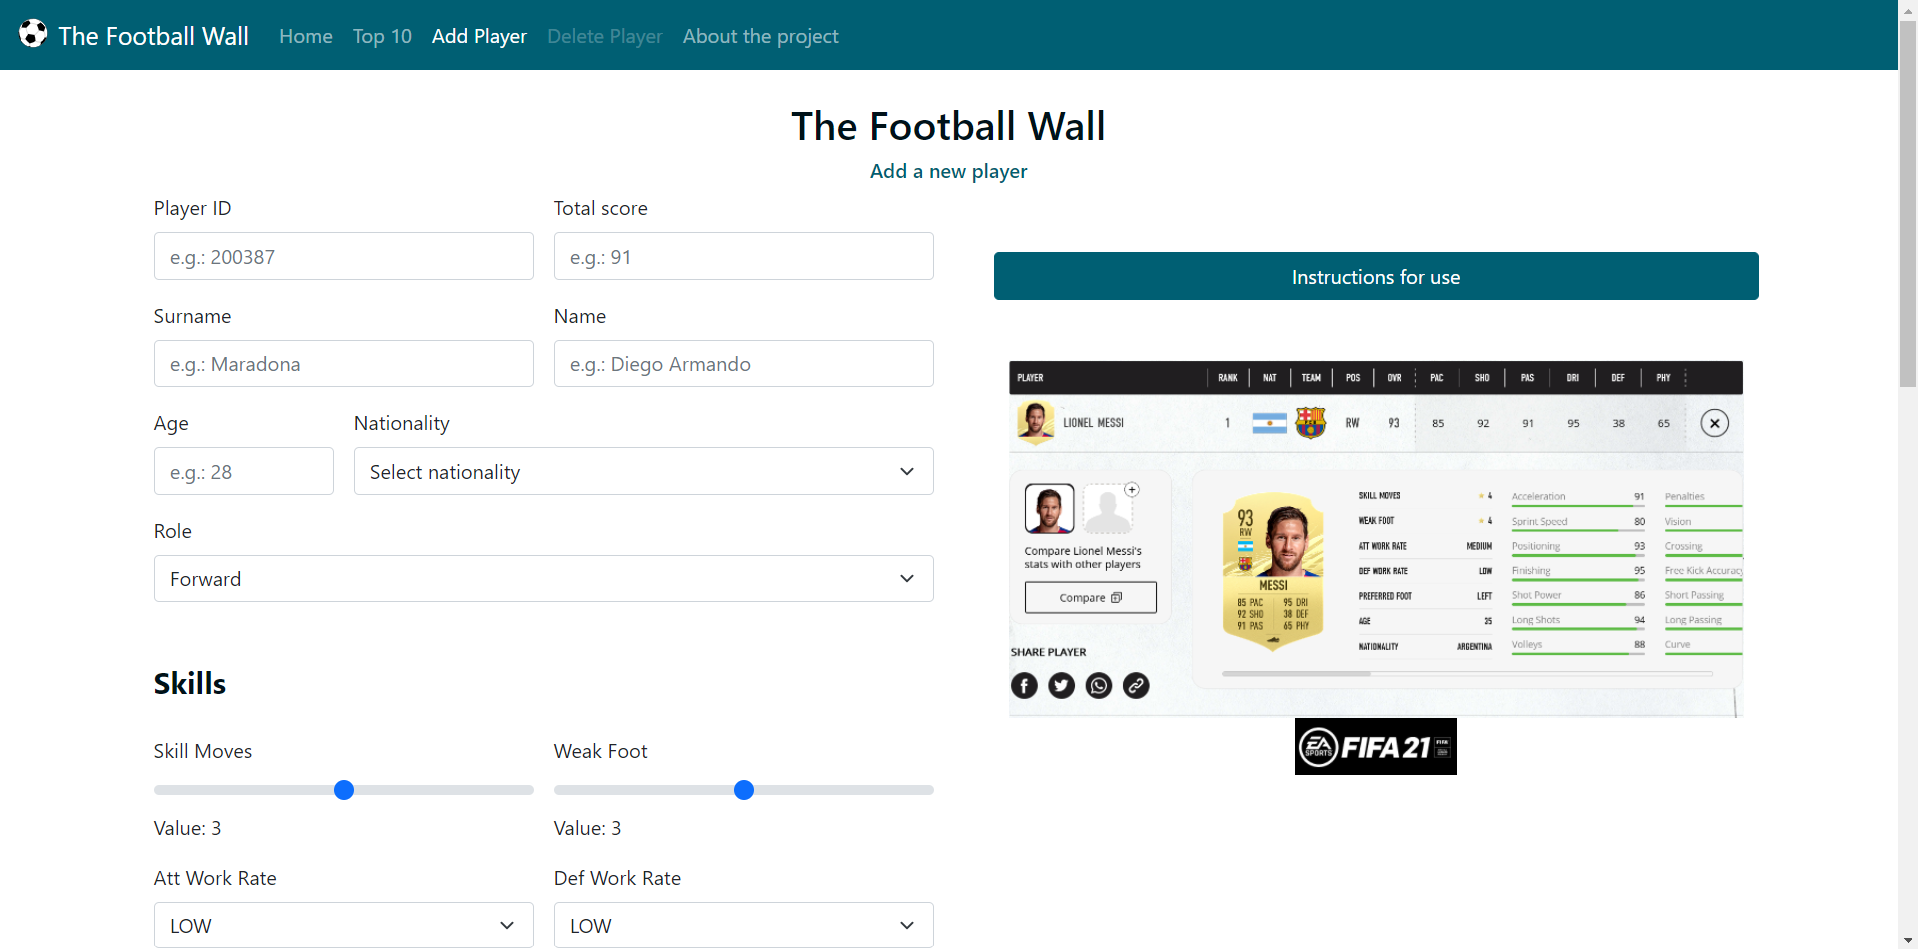 The Football Wall Home Top 10 Add Player Delete Player About the project
The Football Wall
Add a new player
Player ID Total score
e.g.: 200387 e.g.: 91
Surname Name
e.g.: Maradona e.g.: Diego Armando
Age Nationality
e.g.: 28 Select nationality
Role
Forward
Skills
Skill Moves Weak Foot
Value: 3 Value: 3
Att Work Rate Def Work Rate
LOW LOW
Instructions for use
PLAYER RANK NAT TEAM POS OVR PAC SHO PAS DRI DEF PHY
LIONEL MESSI 1 RW 93 85 92 91 95 38 65
Compare Lionel Messi's
stats with other players
Compare
SHARE PLAYER
93
RW
MESSI
85 PAC 95 DRI
92 SHO 38 DEF
91 PAS 65 PHY
SKILL MOVES 4
WEAK FOOT 4
ATT WORK RATE MEDIUM
DEF WORK RATE LOW
PREFERRED FOOT LEFT
AGE 35
NATIONALITY ARGENTINA
Acceleration 91 Penalties
Sprint Speed 80 Vision
Positioning 93 Crossing
Finishing 95 Free Kick Accuracy
Shot Power 86 Short Passing
Long Shots 94 Long Passing
Volleys 88 Curve
EA SPORTS FIFA 21